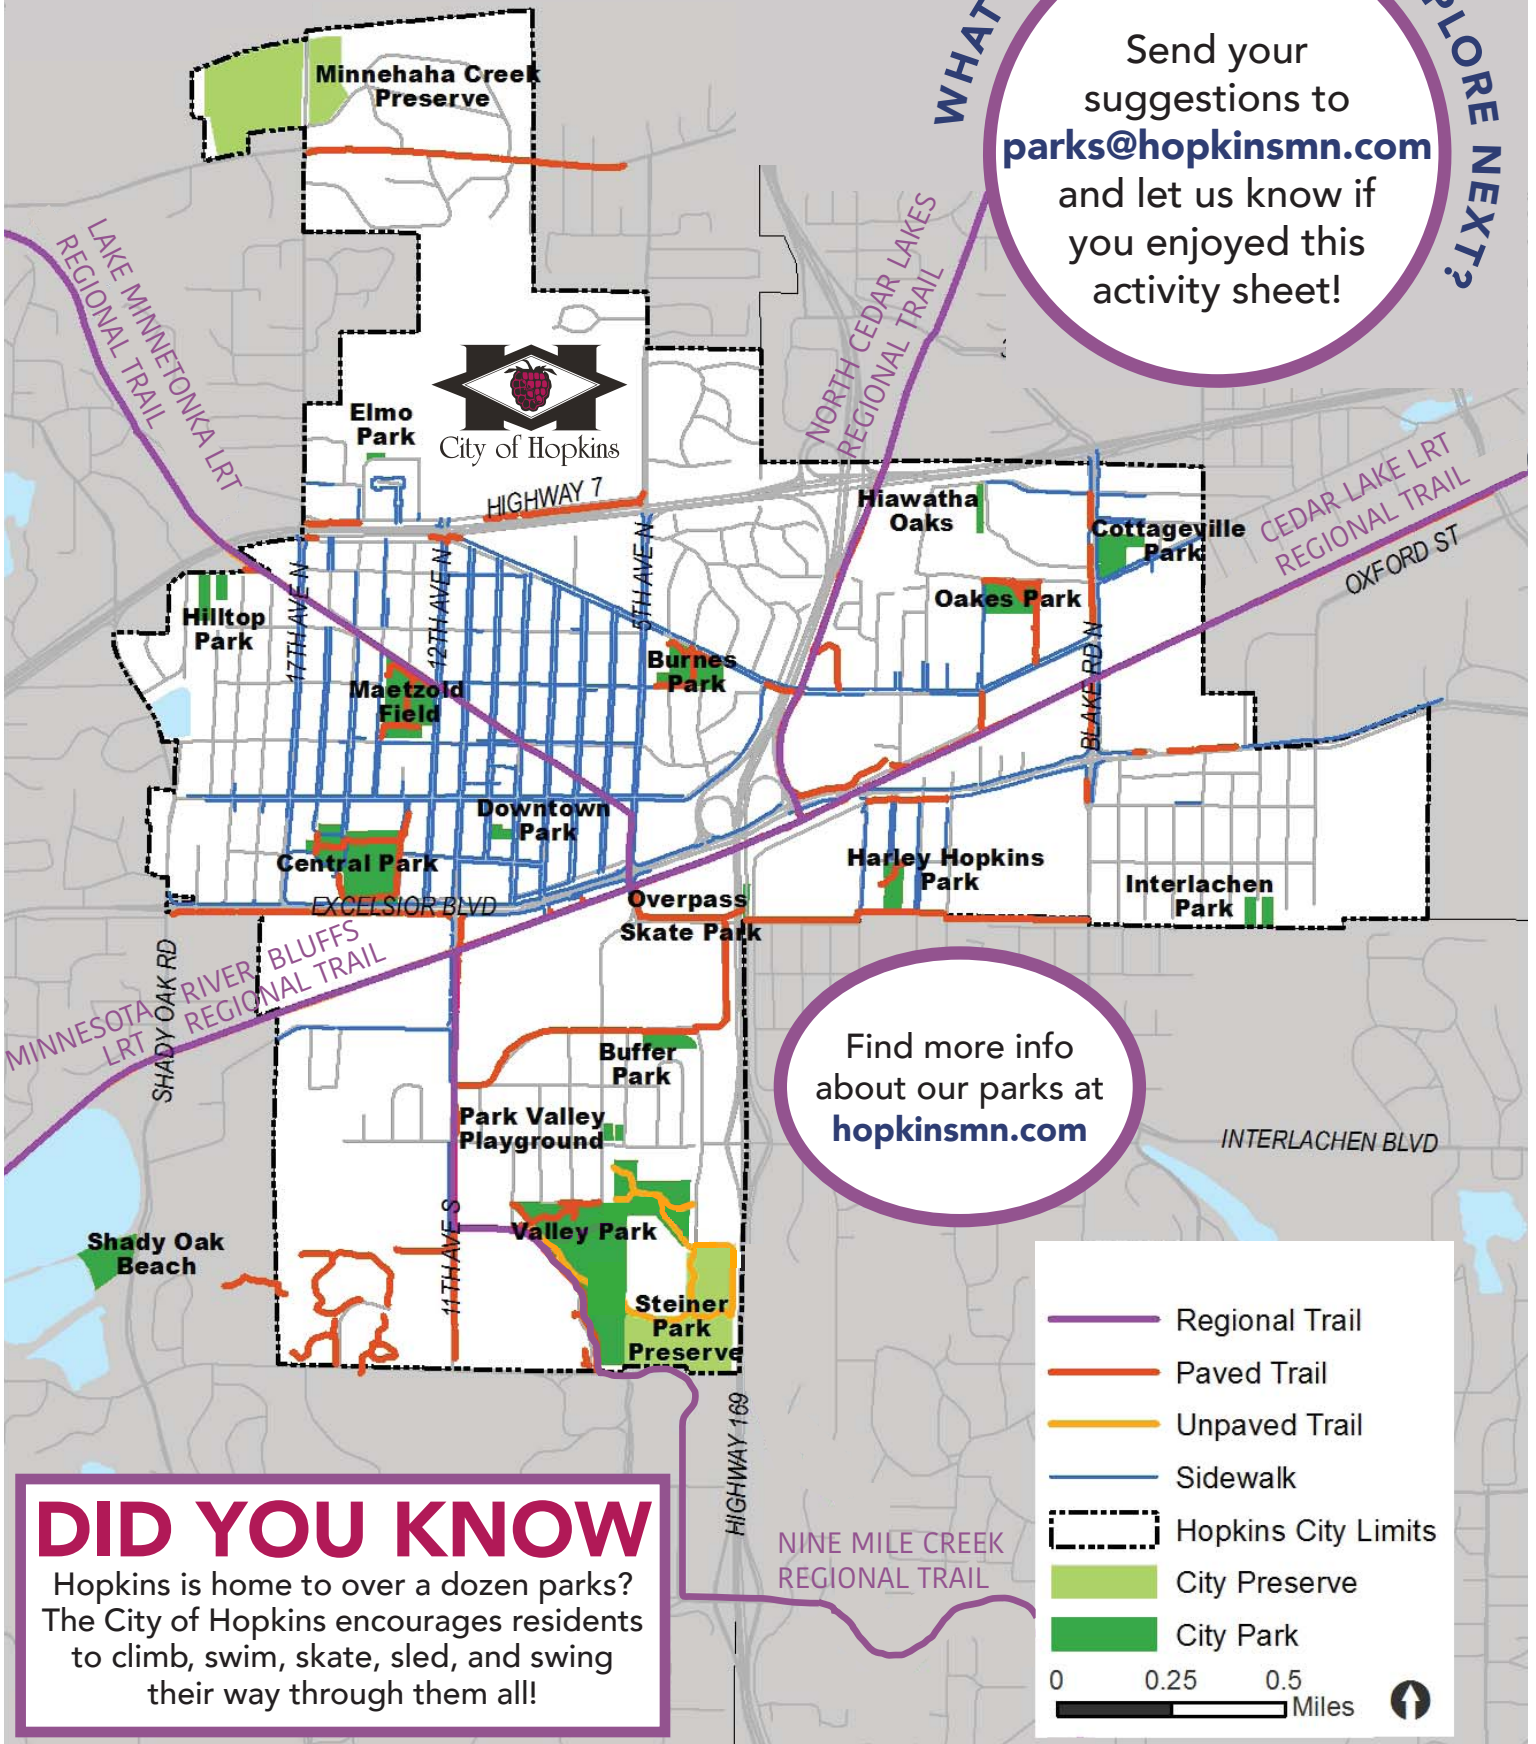 WHAT
PLORE NEXT?
Send your
suggestions to
parks@hopkinsmn.com
and let us know if
you enjoyed this
activity sheet!
Minnehaha Creek
Preserve
LAKE MINNETONKA LRT
REGIONAL TRAIL
NORTH CEDAR LAKES
REGIONAL TRAIL
Elmo
Park
City of Hopkins
HIGHWAY 7
Hiawatha
Oaks
Cottageville
Park
CEDAR LAKE LRT
REGIONAL TRAIL
OXFORD ST
Hilltop
Park
17TH AVE N
12TH AVE N
5TH AVE N
Oakes Park
BLAKE RD N
Burnes
Park
Maetzold
Field
Downtown
Park
Central Park
Harley Hopkins
Park
Interlachen
Park
EXCELSIOR BLVD
Overpass
Skate Park
MINNESOTA RIVER BLUFFS
LRT REGIONAL TRAIL
SHADY OAK RD
Buffer
Park
Find more info
about our parks at
hopkinsmn.com
Park Valley
Playground
INTERLACHEN BLVD
11TH AVE S
Valley Park
Shady Oak
Beach
Steiner
Park
Preserve
HIGHWAY 169
NINE MILE CREEK
REGIONAL TRAIL
DID YOU KNOW
Hopkins is home to over a dozen parks?
The City of Hopkins encourages residents
to climb, swim, skate, sled, and swing
their way through them all!
Regional Trail
Paved Trail
Unpaved Trail
Sidewalk
Hopkins City Limits
City Preserve
City Park
0 0.25 0.5
Miles